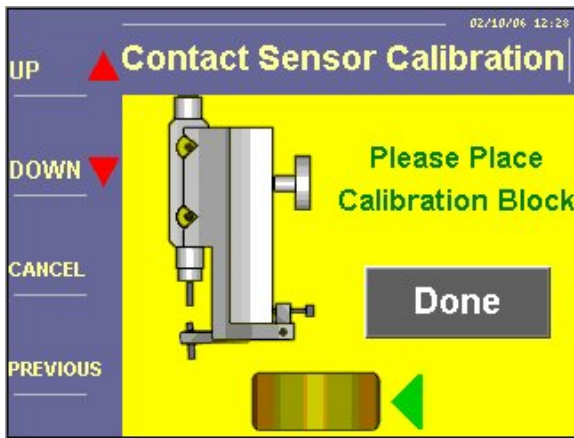 02/10/06 12:28
Contact Sensor Calibration
UP
DOWN
CANCEL
PREVIOUS
Please Place
Calibration Block
Done